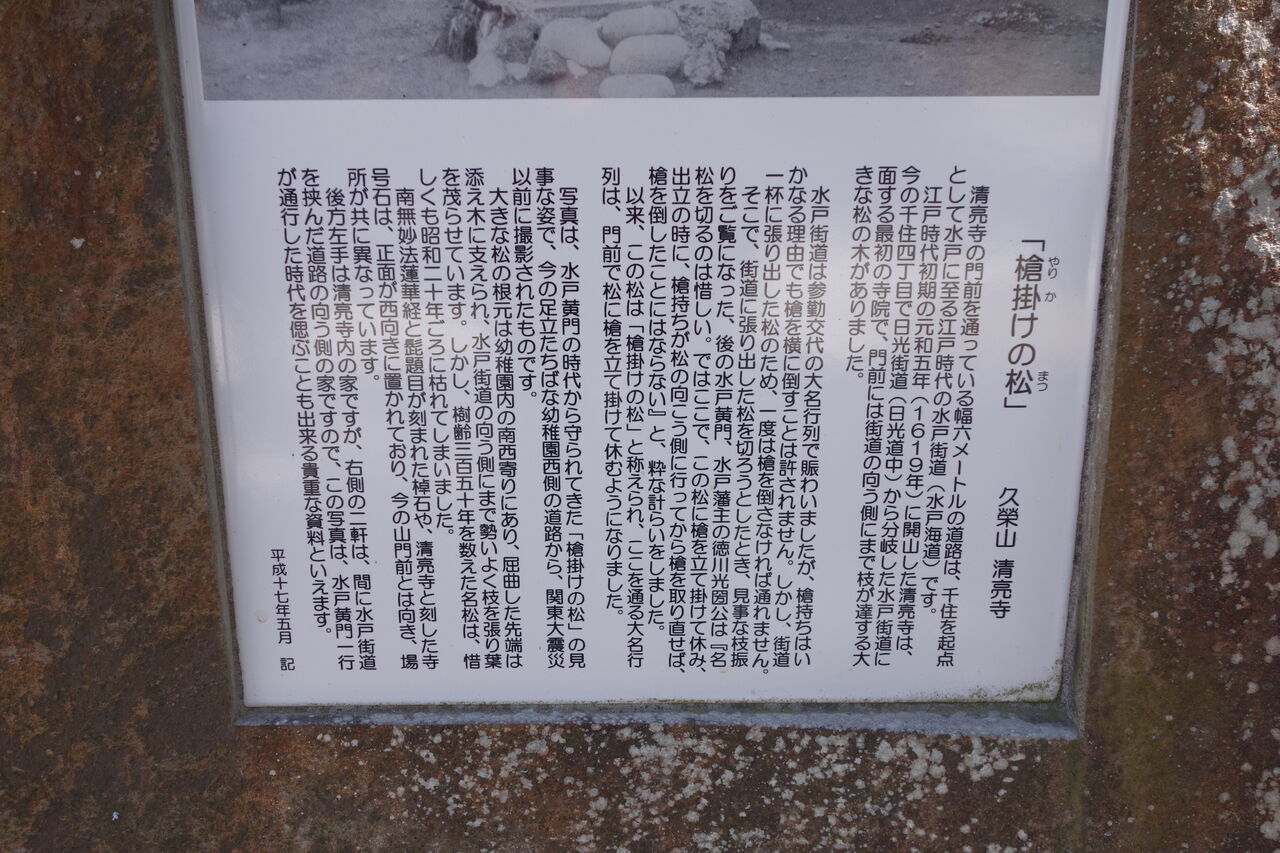 「槍掛けの松」
やり か まつ
久榮山 清亮寺
清亮寺の門前を通っている幅六メートルの道路は、千住を起点
として水戸に至る江戸時代の水戸街道（水戸海道）です。
江戸時代初期の元和五年（1619年）に開山した清亮寺は、
今の千住四丁目で日光街道（日光道中）から分岐した水戸街道に
面する最初の寺院で、門前には街道の向う側にまで枝が達する大
きな松の木がありました。
水戸街道は参勤交代の大名行列で賑わいましたが、槍持ちはい
かなる理由でも槍を横に倒すことは許されません。しかし、街道
一杯に張り出した松のため、一度は槍を倒さなければ通れません。
そこで、街道に張り出した松を切ろうとしたとき、見事な枝振
りをご覧になった、後の水戸黄門、水戸藩主の徳川光圀公は『名
松を切るのは惜しい。ではここで、この松に槍を立て掛けて休み、
出立の時に、槍持ちが松の向こう側に行ってから槍を取り直せば、
槍を倒したことにはならない』と、粋な計らいをしました。
以来、この松は「槍掛けの松」と称えられ、ここを通る大名行
列は、門前で松に槍を立て掛けて休むようになりました。
写真は、水戸黄門の時代から守られてきた「槍掛けの松」の見
事な姿で、今の足立たちばな幼稚園西側の道路から、関東大震災
以前に撮影されたものです。
大きな松の根元は幼稚園内の南西寄りにあり、屈曲した先端は
添え木に支えられ、水戸街道の向う側にまで勢いよく枝を張り葉
を茂らせています。しかし、樹齢三百五十年を数えた名松は、惜
しくも昭和二十年ごろに枯れてしまいました。
南無妙法蓮華経と髭題目が刻まれた棹石や、清亮寺と刻した寺
号石は、正面が西向きに置かれており、今の山門前とは向き、場
所が共に異なっています。
後方左手は清亮寺内の家ですが、右側の二軒は、間に水戸街道
を挟んだ道路の向う側の家ですので、この写真は、水戸黄門一行
が通行した時代を偲ぶことも出来る貴重な資料といえます。
平成十七年五月 記